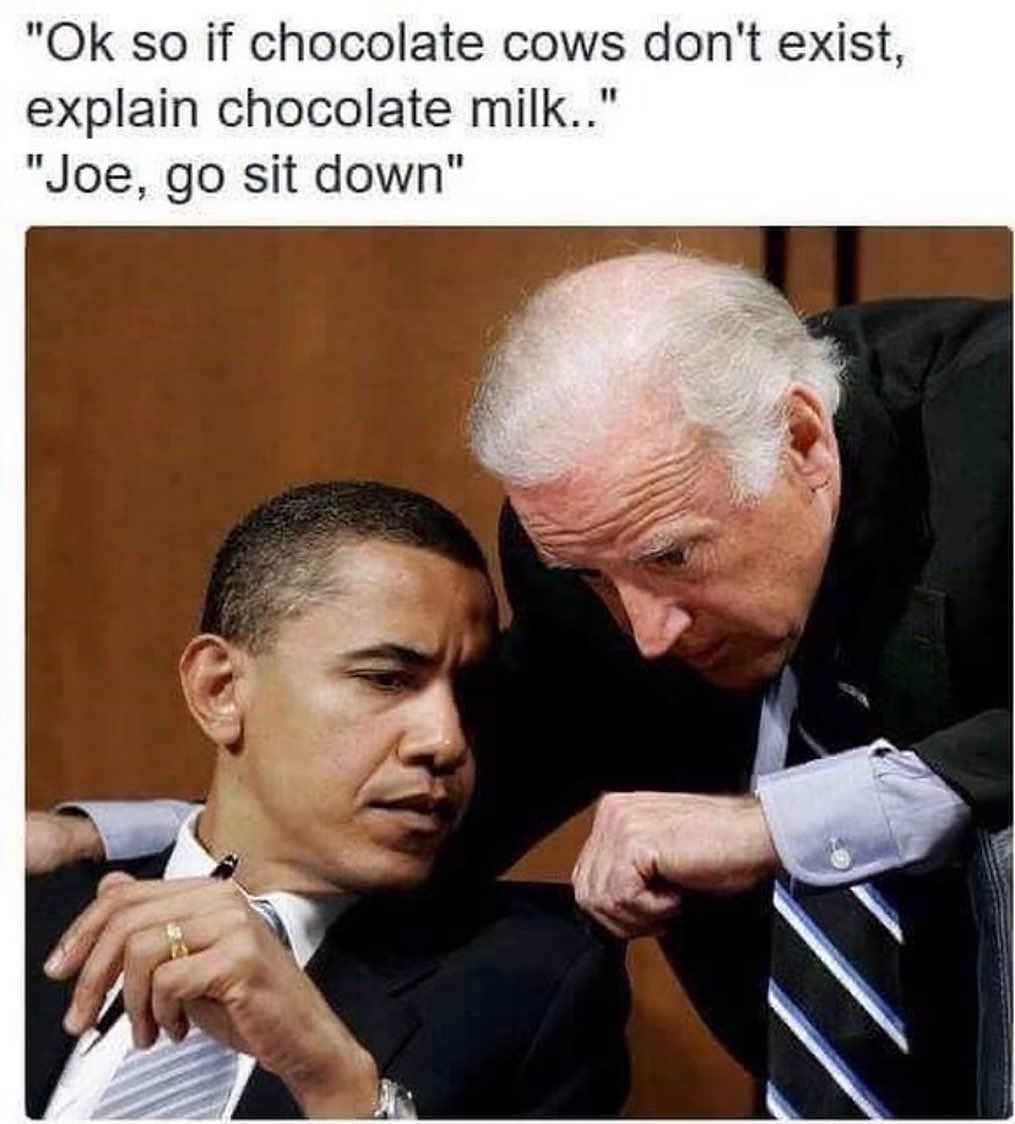 "Ok so if chocolate cows don't exist,
explain chocolate milk.."
"Joe, go sit down"